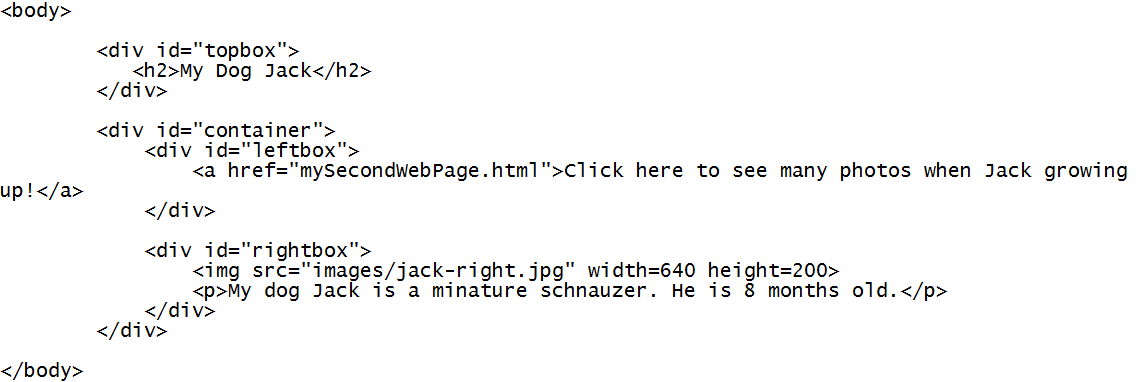 <body>
<div id="topbox">
<h2>My Dog Jack</h2>
</div>
<div id="container">
<div id="leftbox">
<a href="mySecondWebPage.html">Click here to see many photos when Jack growing
up!</a>
</div>
<div id="rightbox">
<img src="images/jack-right.jpg" width=640 height=200>
<p>My dog Jack is a minature schnauzer. He is 8 months old.</p>
</div>
</div>
</body>